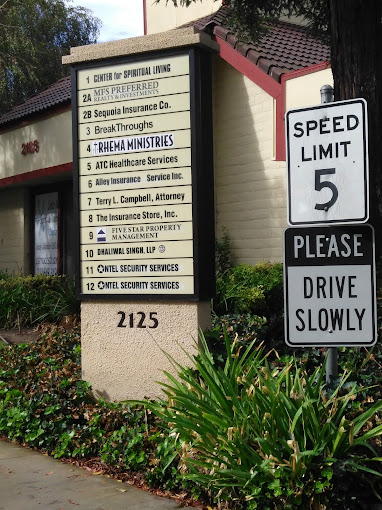 1 CENTER for SPIRITUAL LIVING
2A MFS PREFERRED
REALTY & INVESTMENTS
2B Sequoia Insurance Co.
3 BreakThroughs
4 RHEMA MINISTRIES
5 ATC Healthcare Services
6 Alley Insurance Service Inc.
7 Terry L. Campbell, Attorney
8 The Insurance Store, Inc.
9 FIVE STAR PROPERTY
MANAGEMENT
10 DHALIWAL SINGH, LLP
11 ONTEL SECURITY SERVICES
12 ONTEL SECURITY SERVICES
2125
2125
SPEED
LIMIT
5
PLEASE
DRIVE
SLOWLY